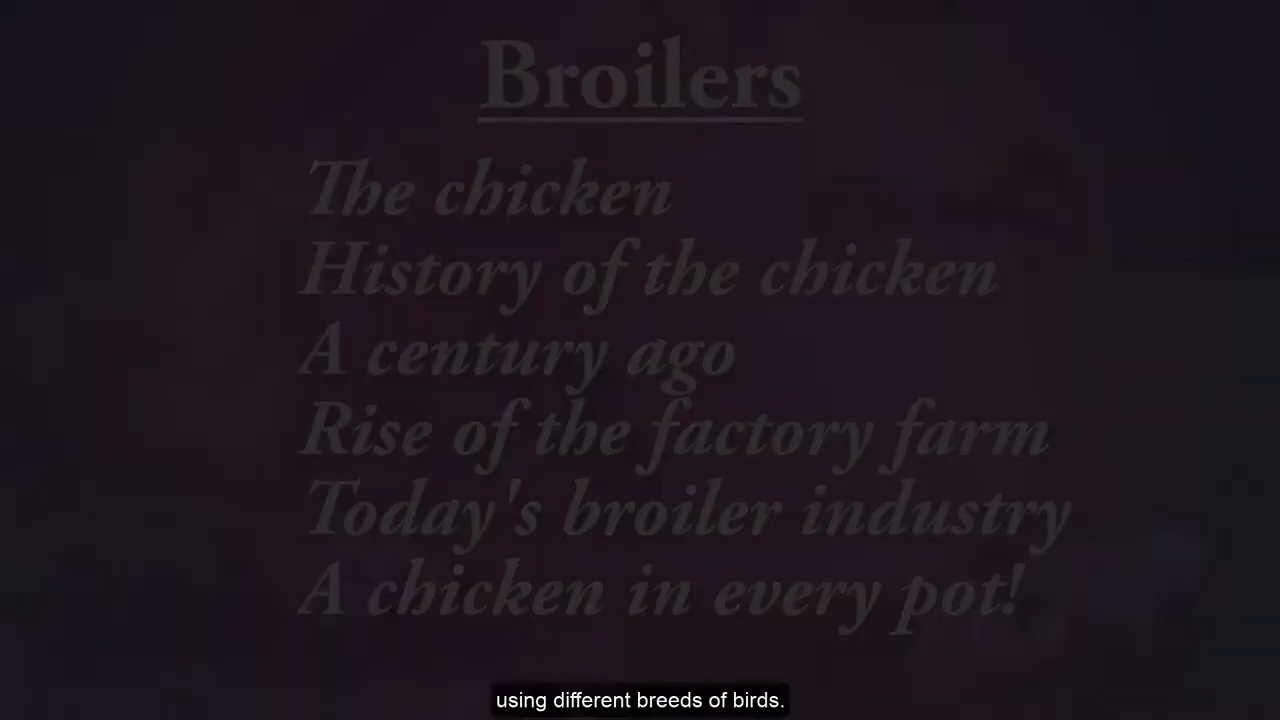 Broilers
The chicken
History of the chicken
A century ago
Rise of the factory farm
Today's broiler industry
A chicken in every pot!
using different breeds of birds.